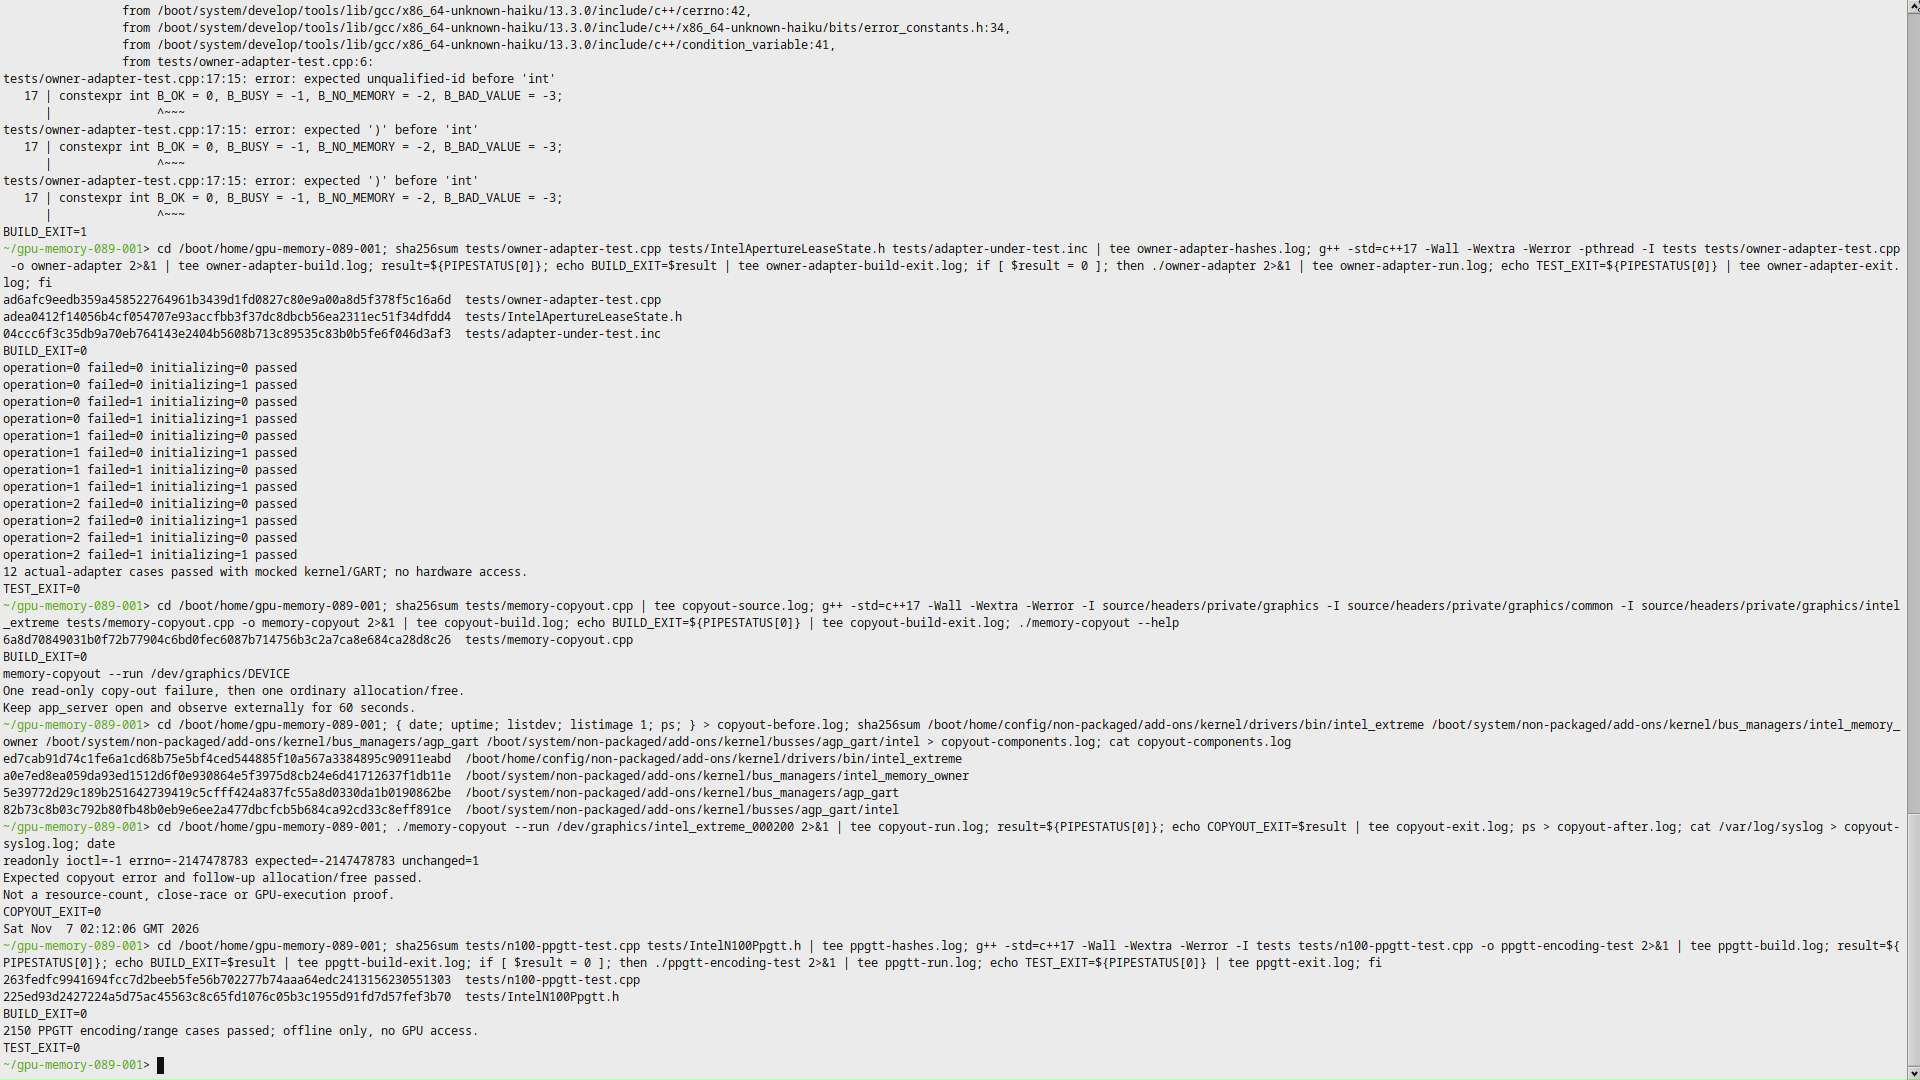 from /boot/system/develop/tools/lib/gcc/x86_64-unknown-haiku/13.3.0/include/c++/cerrno:42,
from /boot/system/develop/tools/lib/gcc/x86_64-unknown-haiku/13.3.0/include/c++/x86_64-unknown-haiku/bits/error_constants.h:34,
from /boot/system/develop/tools/lib/gcc/x86_64-unknown-haiku/13.3.0/include/c++/condition_variable:41,
from tests/owner-adapter-test.cpp:6:
tests/owner-adapter-test.cpp:17:15: error: expected unqualified-id before 'int'
17 | constexpr int B_OK = 0, B_BUSY = -1, B_NO_MEMORY = -2, B_BAD_VALUE = -3;
| ^~~~
tests/owner-adapter-test.cpp:17:15: error: expected ')' before 'int'
17 | constexpr int B_OK = 0, B_BUSY = -1, B_NO_MEMORY = -2, B_BAD_VALUE = -3;
| ^~~~
tests/owner-adapter-test.cpp:17:15: error: expected ')' before 'int'
17 | constexpr int B_OK = 0, B_BUSY = -1, B_NO_MEMORY = -2, B_BAD_VALUE = -3;
| ^~~~
BUILD_EXIT=1
~/gpu-memory-089-001> cd /boot/home/gpu-memory-089-001; sha256sum tests/owner-adapter-test.cpp tests/IntelApertureLeaseState.h tests/adapter-under-test.inc | tee owner-adapter-hashes.log; g++ -std=c++17 -Wall -Wextra -Werror -pthread -I tests tests/owner-adapter-test.cpp
-o owner-adapter 2>&1 | tee owner-adapter-build.log; result=${PIPESTATUS[0]}; echo BUILD_EXIT=$result | tee owner-adapter-build-exit.log; if [ $result = 0 ]; then ./owner-adapter 2>&1 | tee owner-adapter-run.log; echo TEST_EXIT=${PIPESTATUS[0]} | tee owner-adapter-exit.
log; fi
ad6afc9eedb359a458522764961b3439d1fd0827c80e9a00a8d5f378f5c16a6d  tests/owner-adapter-test.cpp
adea0412f14056b4cf054707e93accfbb3f37dc8dbcb56ea2311ec51f34dfdd4  tests/IntelApertureLeaseState.h
04ccc6f3c35db9a70eb764143e2404b5608b713c89535c83b0b5fe6f046d3af3  tests/adapter-under-test.inc
BUILD_EXIT=0
operation=0 failed=0 initializing=0 passed
operation=0 failed=0 initializing=1 passed
operation=0 failed=1 initializing=0 passed
operation=0 failed=1 initializing=1 passed
operation=1 failed=0 initializing=0 passed
operation=1 failed=0 initializing=1 passed
operation=1 failed=1 initializing=0 passed
operation=1 failed=1 initializing=1 passed
operation=2 failed=0 initializing=0 passed
operation=2 failed=0 initializing=1 passed
operation=2 failed=1 initializing=0 passed
operation=2 failed=1 initializing=1 passed
12 actual-adapter cases passed with mocked kernel/GART; no hardware access.
TEST_EXIT=0
~/gpu-memory-089-001> cd /boot/home/gpu-memory-089-001; sha256sum tests/memory-copyout.cpp | tee copyout-source.log; g++ -std=c++17 -Wall -Wextra -Werror -I source/headers/private/graphics -I source/headers/private/graphics/common -I source/headers/private/graphics/intel
_extreme tests/memory-copyout.cpp -o memory-copyout 2>&1 | tee copyout-build.log; echo BUILD_EXIT=${PIPESTATUS[0]} | tee copyout-build-exit.log; ./memory-copyout --help
6a8d70849031b0f72b77904c6bd0fec6087b714756b3c2a7ca8e684ca28d8c26  tests/memory-copyout.cpp
BUILD_EXIT=0
memory-copyout --run /dev/graphics/DEVICE
One read-only copy-out failure, then one ordinary allocation/free.
Keep app_server open and observe externally for 60 seconds.
~/gpu-memory-089-001> cd /boot/home/gpu-memory-089-001; { date; uptime; listdev; listimage 1; ps; } > copyout-before.log; sha256sum /boot/home/config/non-packaged/add-ons/kernel/drivers/bin/intel_extreme /boot/system/non-packaged/add-ons/kernel/bus_managers/intel_memory_
owner /boot/system/non-packaged/add-ons/kernel/bus_managers/agp_gart /boot/system/non-packaged/add-ons/kernel/busses/agp_gart/intel > copyout-components.log; cat copyout-components.log
ed7cab91d74c1fe6a1cd68b75e5bf4ced544885f10a567a3384895c90911eabd  /boot/home/config/non-packaged/add-ons/kernel/drivers/bin/intel_extreme
a0e7ed8ea059da93ed1512d6f0e930864e5f3975d8cb24e6d41712637f1db11e  /boot/system/non-packaged/add-ons/kernel/bus_managers/intel_memory_owner
5e39772d29c189b251642739419c5cfff424a837fc55a8d0330da1b0190862be  /boot/system/non-packaged/add-ons/kernel/bus_managers/agp_gart
82b73c8b03c792b80fb48b0eb9e6ee2a477dbcfcb5b684ca92cd33c8eff891ce  /boot/system/non-packaged/add-ons/kernel/busses/agp_gart/intel
~/gpu-memory-089-001> cd /boot/home/gpu-memory-089-001; ./memory-copyout --run /dev/graphics/intel_extreme_000200 2>&1 | tee copyout-run.log; result=${PIPESTATUS[0]}; echo COPYOUT_EXIT=$result | tee copyout-exit.log; ps > copyout-after.log; cat /var/log/syslog > copyout-
syslog.log; date
readonly ioctl=-1 errno=-2147478783 expected=-2147478783 unchanged=1
Expected copyout error and follow-up allocation/free passed.
Not a resource-count, close-race or GPU-execution proof.
COPYOUT_EXIT=0
Sat Nov  7 02:12:06 GMT 2026
~/gpu-memory-089-001> cd /boot/home/gpu-memory-089-001; sha256sum tests/n100-ppgtt-test.cpp tests/IntelN100Ppgtt.h | tee ppgtt-hashes.log; g++ -std=c++17 -Wall -Wextra -Werror -I tests tests/n100-ppgtt-test.cpp -o ppgtt-encoding-test 2>&1 | tee ppgtt-build.log; result=${
PIPESTATUS[0]}; echo BUILD_EXIT=$result | tee ppgtt-build-exit.log; if [ $result = 0 ]; then ./ppgtt-encoding-test 2>&1 | tee ppgtt-run.log; echo TEST_EXIT=${PIPESTATUS[0]} | tee ppgtt-exit.log; fi
263fedfc9941694fcc7d2beeb5fe56b702277b74aaa64edc2413156230551303  tests/n100-ppgtt-test.cpp
225ed93d2427224a5d75ac45563c8c65fd1076c05b3c1955d91fd7d57fef3b70  tests/IntelN100Ppgtt.h
BUILD_EXIT=0
2150 PPGTT encoding/range cases passed; offline only, no GPU access.
TEST_EXIT=0
~/gpu-memory-089-001>